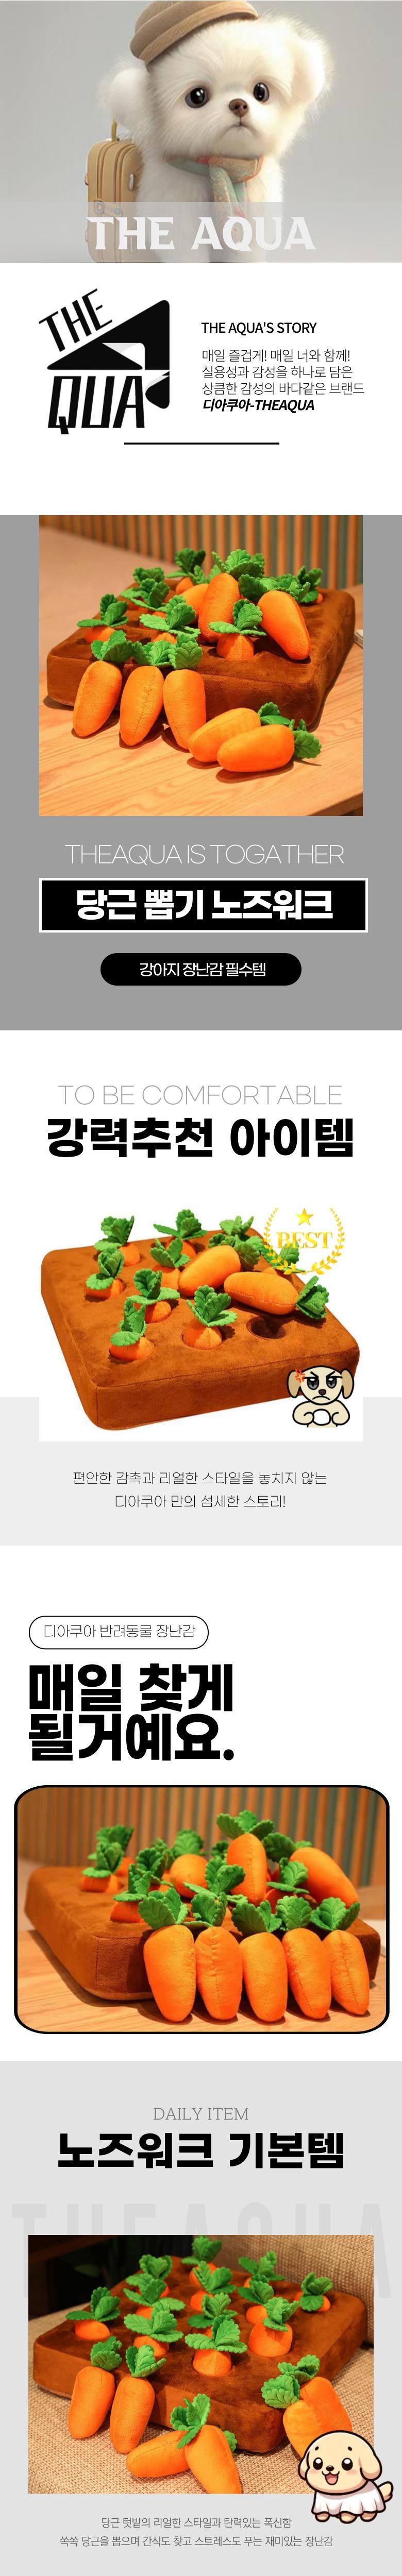 THE AQUA
THE
QUA
THE AQUA'S STORY
매일 즐겁게! 매일 너와 함께!
실용성과 감성을 하나로 담은
상큼한 감성의 바다같은 브랜드
디아쿠아-THEAQUA
THEAQUA IS TOGATHER
당근 뽑기 노즈워크
강아지 장난감 필수템
TO BE COMFORTABLE
강력추천 아이템
BEST
편안한 감촉과 리얼한 스타일을 놓치지 않는
디아쿠아 만의 섬세한 스토리!
디아쿠아 반려동물 장난감
매일 찾게
될거예요.
DAILY ITEM
노즈워크 기본템
THE AQUA
당근 텃밭의 리얼한 스타일과 탄력있는 폭신함
쏙쏙 당근을 뽑으며 간식도 찾고 스트레스도 푸는 재미있는 장난감